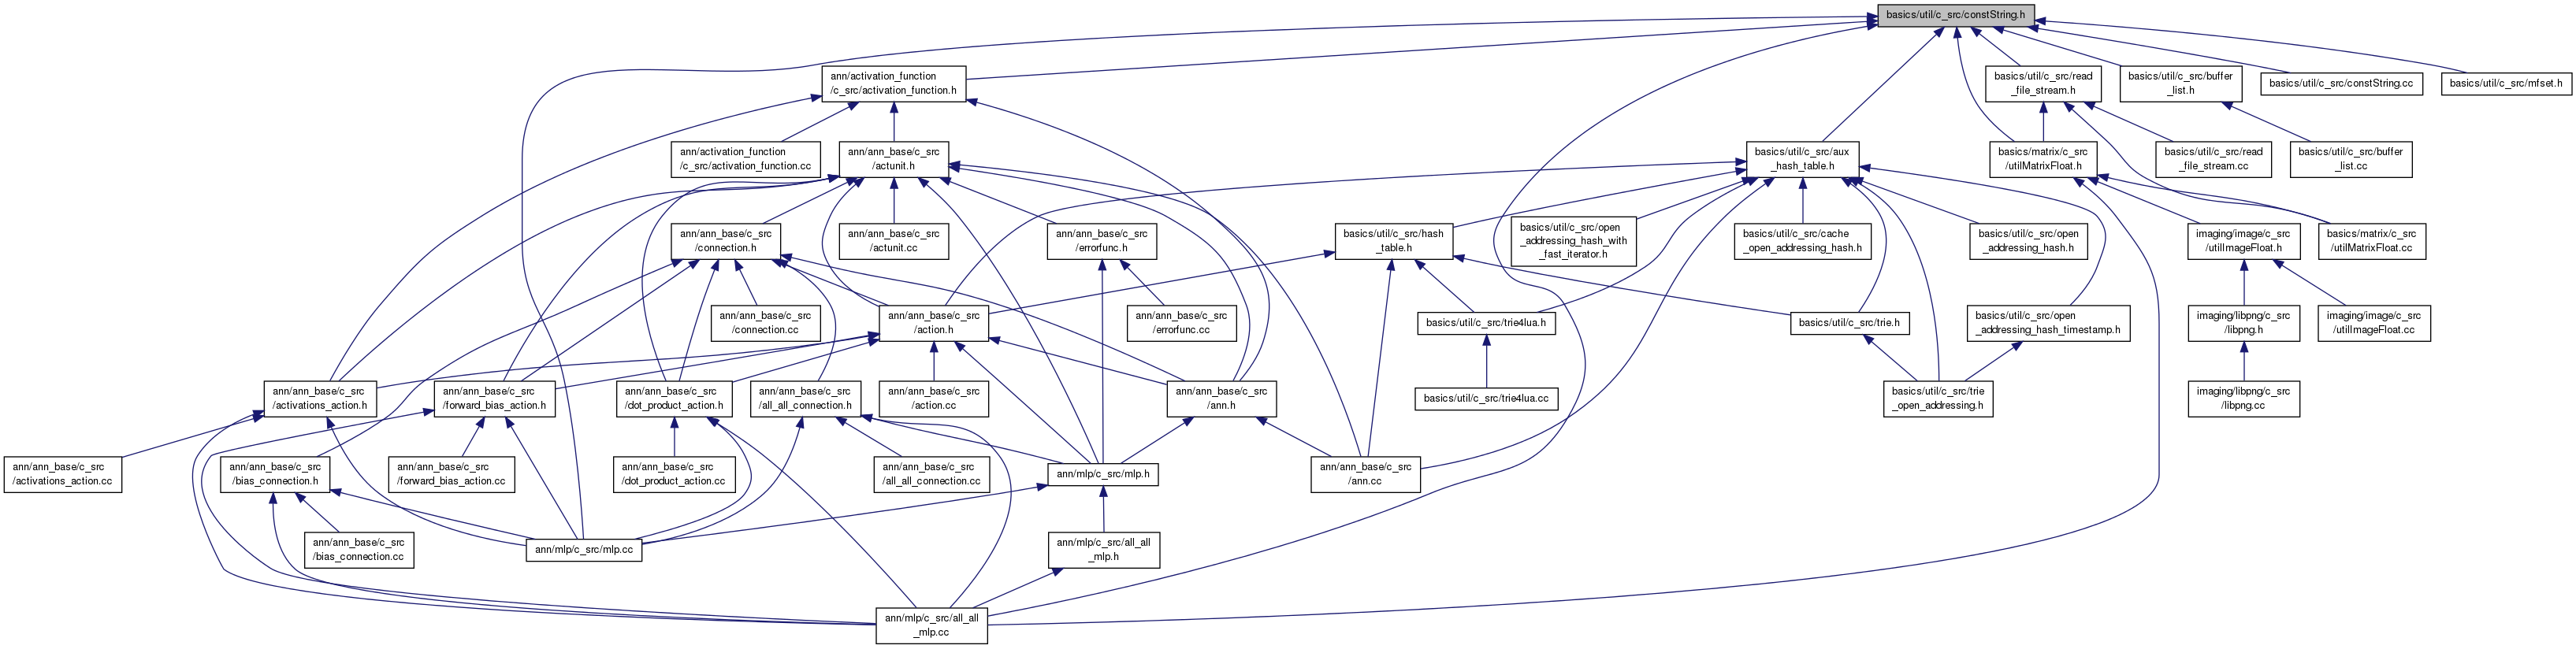 basics/util/c_src/constString.h
ann/activation_function
/c_src/activation_function.h
basics/util/c_src/read
_file_stream.h
basics/util/c_src/buffer
_list.h
basics/util/c_src/constString.cc
basics/util/c_src/mfset.h
ann/activation_function
/c_src/activation_function.cc
ann/ann_base/c_src
/actunit.h
basics/util/c_src/aux
_hash_table.h
basics/matrix/c_src
/utilMatrixFloat.h
basics/util/c_src/read
_file_stream.cc
basics/util/c_src/buffer
_list.cc
ann/ann_base/c_src
/connection.h
ann/ann_base/c_src
/actunit.cc
ann/ann_base/c_src
/errorfunc.h
basics/util/c_src/hash
_table.h
basics/util/c_src/open
_addressing_hash_with
_fast_iterator.h
basics/util/c_src/cache
_open_addressing_hash.h
basics/util/c_src/open
_addressing_hash.h
imaging/image/c_src
/utilImageFloat.h
basics/matrix/c_src
/utilMatrixFloat.cc
ann/ann_base/c_src
/connection.cc
ann/ann_base/c_src
/action.h
ann/ann_base/c_src
/errorfunc.cc
basics/util/c_src/trie4lua.h
basics/util/c_src/trie.h
basics/util/c_src/open
_addressing_hash_timestamp.h
imaging/libpng/c_src
/libpng.h
imaging/image/c_src
/utilImageFloat.cc
ann/ann_base/c_src
/activations_action.h
ann/ann_base/c_src
/forward_bias_action.h
ann/ann_base/c_src
/dot_product_action.h
ann/ann_base/c_src
/all_all_connection.h
ann/ann_base/c_src
/action.cc
ann/ann_base/c_src
/ann.h
basics/util/c_src/trie4lua.cc
basics/util/c_src/trie
_open_addressing.h
imaging/libpng/c_src
/libpng.cc
ann/ann_base/c_src
/activations_action.cc
ann/ann_base/c_src
/bias_connection.h
ann/ann_base/c_src
/forward_bias_action.cc
ann/ann_base/c_src
/dot_product_action.cc
ann/ann_base/c_src
/all_all_connection.cc
ann/mlp/c_src/mlp.h
ann/ann_base/c_src
/ann.cc
ann/ann_base/c_src
/bias_connection.cc
ann/mlp/c_src/mlp.cc
ann/mlp/c_src/all_all
_mlp.h
ann/mlp/c_src/all_all
_mlp.cc